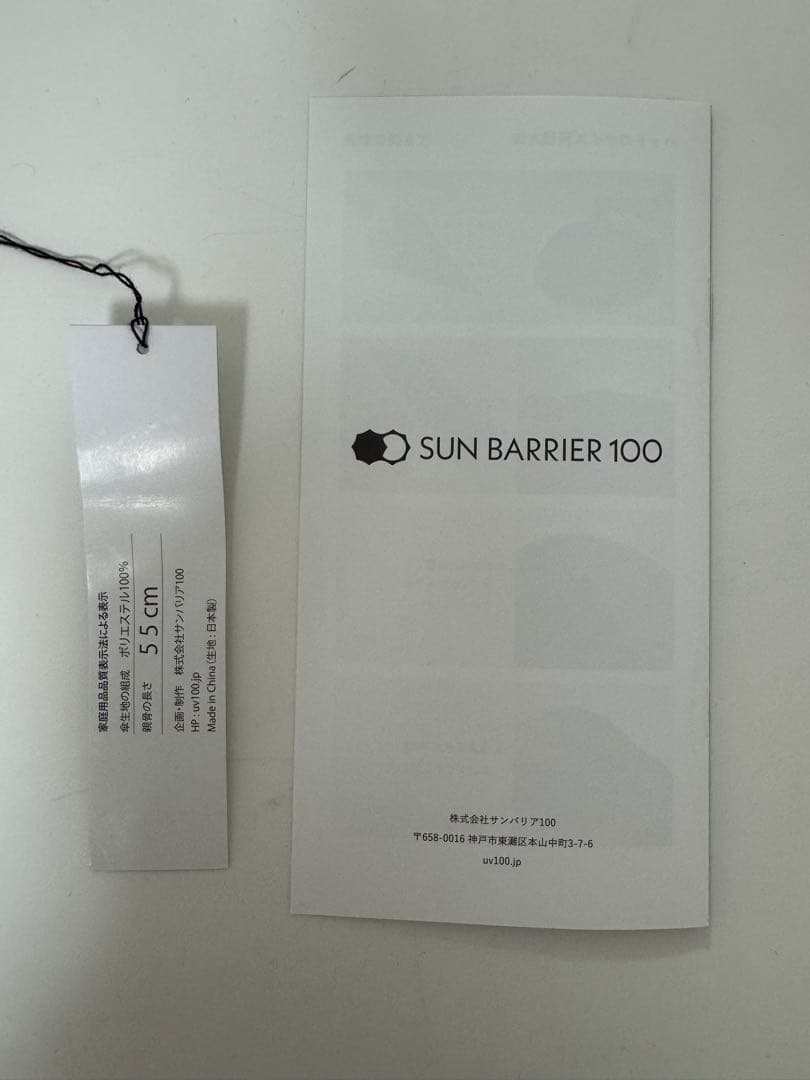 家庭用品品質表示法による表示
傘生地の組成 ポリエステル100%
親骨の長さ 55cm
企画・制作 株式会社サンバリア100
HP : uv100.jp
Made in China (生地 : 日本製)
SUN BARRIER 100
株式会社サンバリア100
〒658-0016 神戸市東灘区本山中町3-7-6
uv100.jp